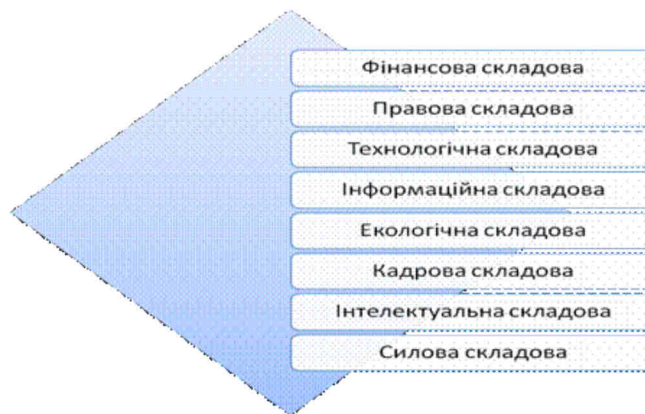 Фінансова складова
Правова складова
Технологічна складова
Інформаційна складова
Екологічна складова
Кадрова складова
Інтелектуальна складова
Силова складова